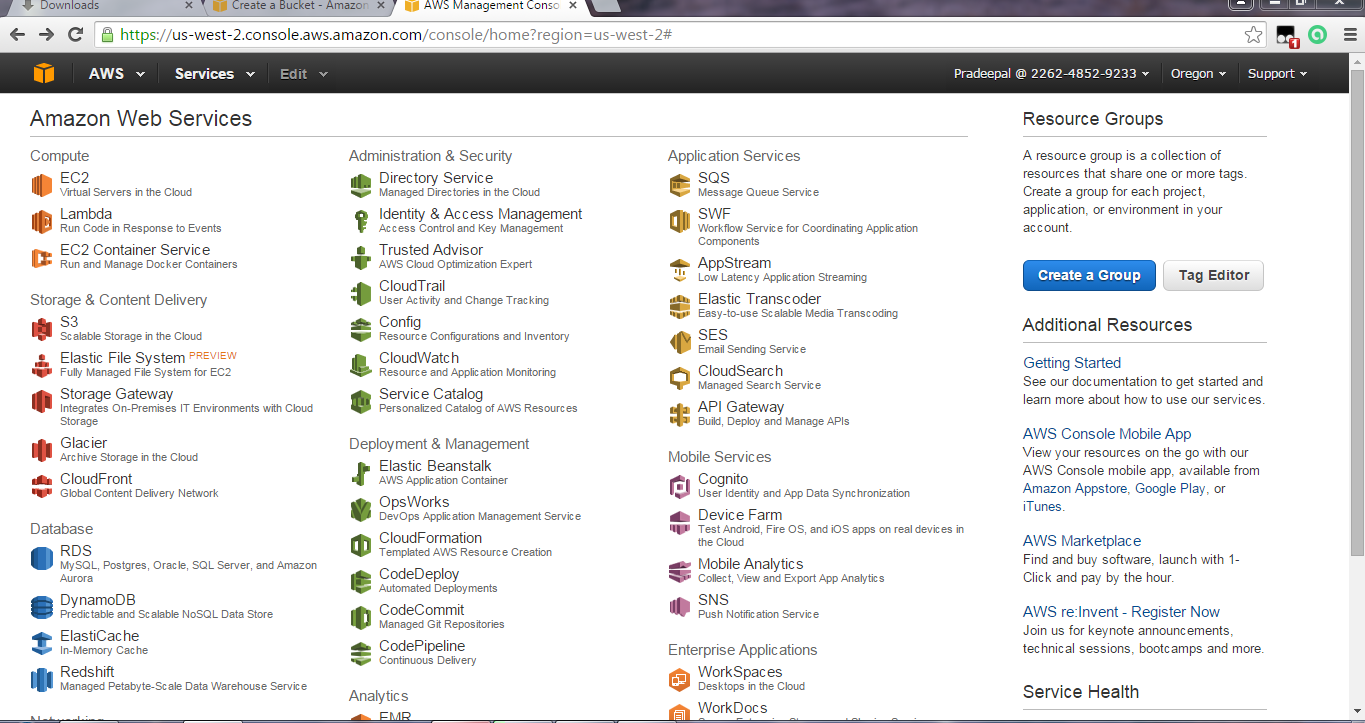 Downloads
Create a Bucket - Amazon
AWS Management Conso
https://us-west-2.console.aws.amazon.com/console/home?region=us-west-2#
1
AWS Services Edit Pradeepal @ 2262-4852-9233 Oregon Support
Amazon Web Services
Compute
EC2
Virtual Servers in the Cloud
Lambda
Run Code in Response to Events
EC2 Container Service
Run and Manage Docker Containers
Storage & Content Delivery
S3
Scalable Storage in the Cloud
Elastic File System PREVIEW
Fully Managed File System for EC2
Storage Gateway
Integrates On-Premises IT Environments with Cloud
Storage
Glacier
Archive Storage in the Cloud
CloudFront
Global Content Delivery Network
Database
RDS
MySQL, Postgres, Oracle, SQL Server, and Amazon
Aurora
DynamoDB
Predictable and Scalable NoSQL Data Store
ElastiCache
In-Memory Cache
Redshift
Managed Petabyte-Scale Data Warehouse Service
Networking
Administration & Security
Directory Service
Managed Directories in the Cloud
Identity & Access Management
Access Control and Key Management
Trusted Advisor
AWS Cloud Optimization Expert
CloudTrail
User Activity and Change Tracking
Config
Resource Configurations and Inventory
CloudWatch
Resource and Application Monitoring
Service Catalog
Personalized Catalog of AWS Resources
Deployment & Management
Elastic Beanstalk
AWS Application Container
OpsWorks
DevOps Application Management Service
CloudFormation
Templated AWS Resource Creation
CodeDeploy
Automated Deployments
CodeCommit
Managed Git Repositories
CodePipeline
Continuous Delivery
Analytics
EMR
Application Services
SQS
Message Queue Service
SWF
Workflow Service for Coordinating Application
Components
AppStream
Low Latency Application Streaming
Elastic Transcoder
Easy-to-use Scalable Media Transcoding
SES
Email Sending Service
CloudSearch
Managed Search Service
API Gateway
Build, Deploy and Manage APIs
Mobile Services
Cognito
User Identity and App Data Synchronization
Device Farm
Test Android, Fire OS, and iOS apps on real devices in
the Cloud
Mobile Analytics
Collect, View and Export App Analytics
SNS
Push Notification Service
Enterprise Applications
WorkSpaces
Desktops in the Cloud
WorkDocs
Resource Groups
A resource group is a collection of
resources that share one or more tags.
Create a group for each project,
application, or environment in your
account.
Create a Group Tag Editor
Additional Resources
Getting Started
See our documentation to get started and
learn more about how to use our services.
AWS Console Mobile App
View your resources on the go with our
AWS Console mobile app, available from
Amazon Appstore, Google Play, or
iTunes.
AWS Marketplace
Find and buy software, launch with 1-
Click and pay by the hour.
AWS re:Invent - Register Now
Join us for keynote announcements,
technical sessions, bootcamps and more.
Service Health